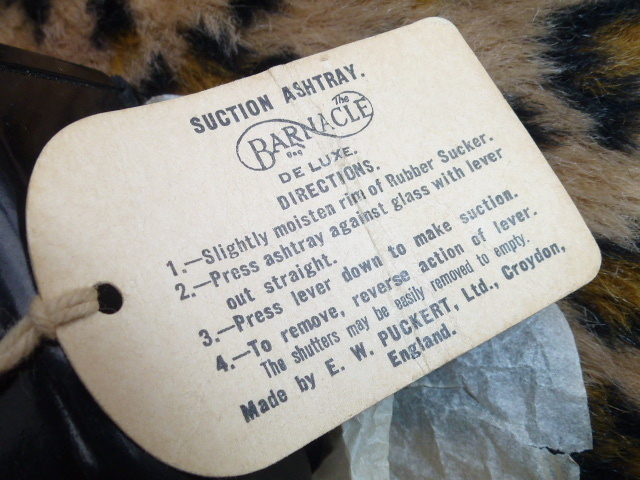 SUCTION ASHTRAY.
The
BARNACLE
DE LUXE.
DIRECTIONS.
1.—Slightly moisten rim of Rubber Sucker.
2.—Press ashtray against glass with lever
out straight.
3.—Press lever down to make suction.
4.—To remove, reverse action of lever.
The shutters may be easily removed to empty.
Made by E. W. PUCKERT, Ltd., Croydon,
England.